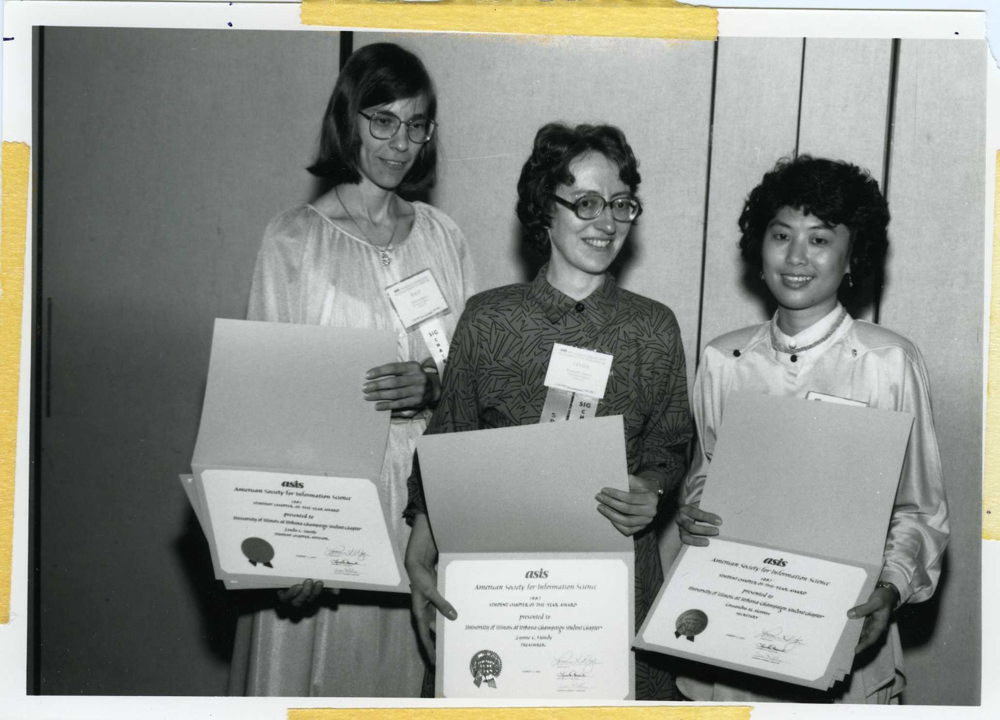 SIG
CHAIR
asis
American Society for Information Science
1987
STUDENT CHAPTER-OF-THE-YEAR AWARD
presented to
University of Illinois at Urbana-Champaign Student Chapter
Linda C. Smith
STUDENT CHAPTER ADVISOR
LINDA
SIG
CH
asis
American Society for Information Science
1987
STUDENT CHAPTER-OF-THE-YEAR AWARD
presented to
University of Illinois at Urbana-Champaign Student Chapter
Lynne C. Handy
TREASURER
asis
American Society for Information Science
1987
STUDENT CHAPTER-OF-THE-YEAR AWARD
presented to
University of Illinois at Urbana-Champaign Student Chapter
Cassandra M.
SECRETARY